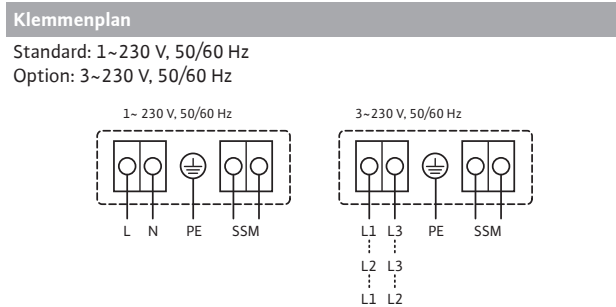 Klemmenplan
Standard: 1~230 V, 50/60 Hz
Option: 3~230 V, 50/60 Hz
1~ 230 V, 50/60 Hz
3~230 V, 50/60 Hz
L N PE SSM
L1 L3 PE SSM
L2 L3
L1 L2